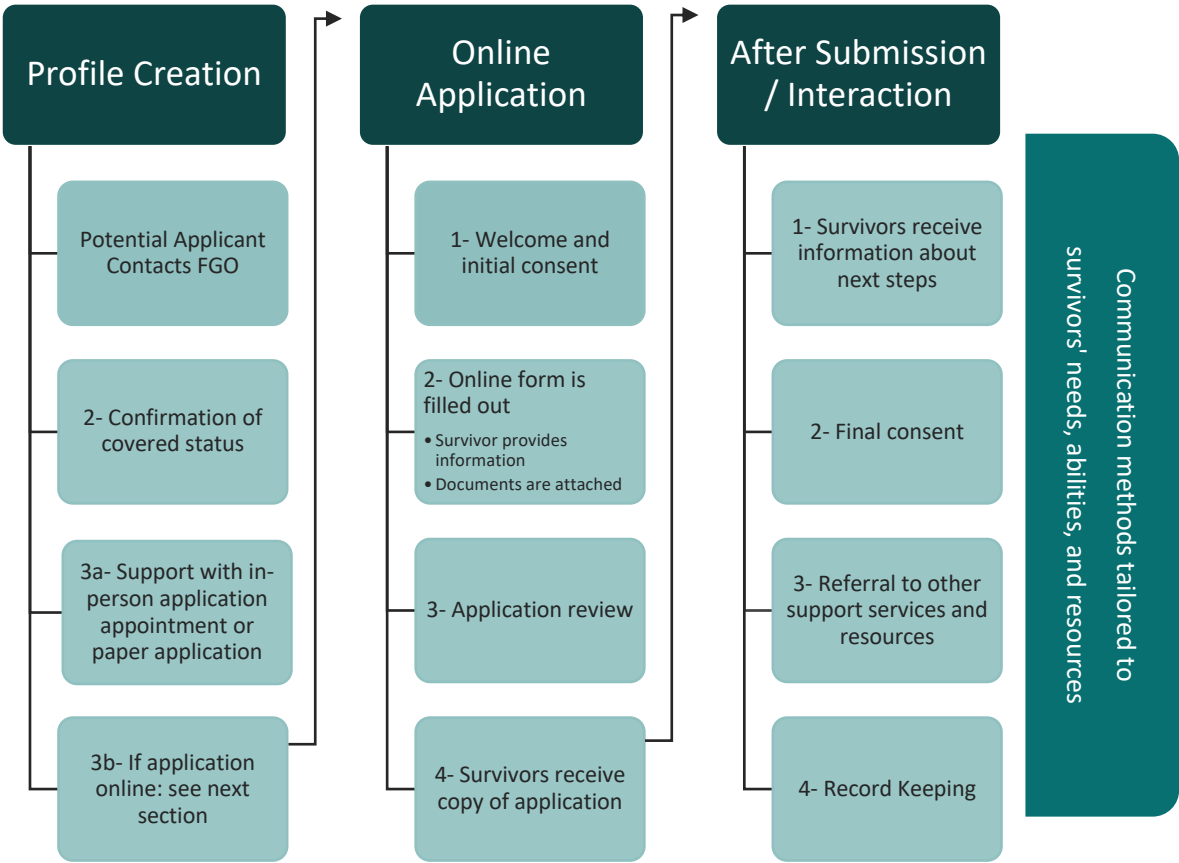 Profile Creation
Potential Applicant
Contacts FGO
2- Confirmation of
covered status
3a- Support with in-
person application
appointment or
paper application
3b- If application
online: see next
section
Online
Application
1- Welcome and
initial consent
2- Online form is
filled out
• Survivor provides
information
• Documents are attached
3- Application review
4- Survivors receive
copy of application
After Submission
/ Interaction
1- Survivors receive
information about
next steps
2- Final consent
3- Referral to other
support services and
resources
4- Record Keeping
Communication methods tailored to
survivors' needs, abilities, and resources